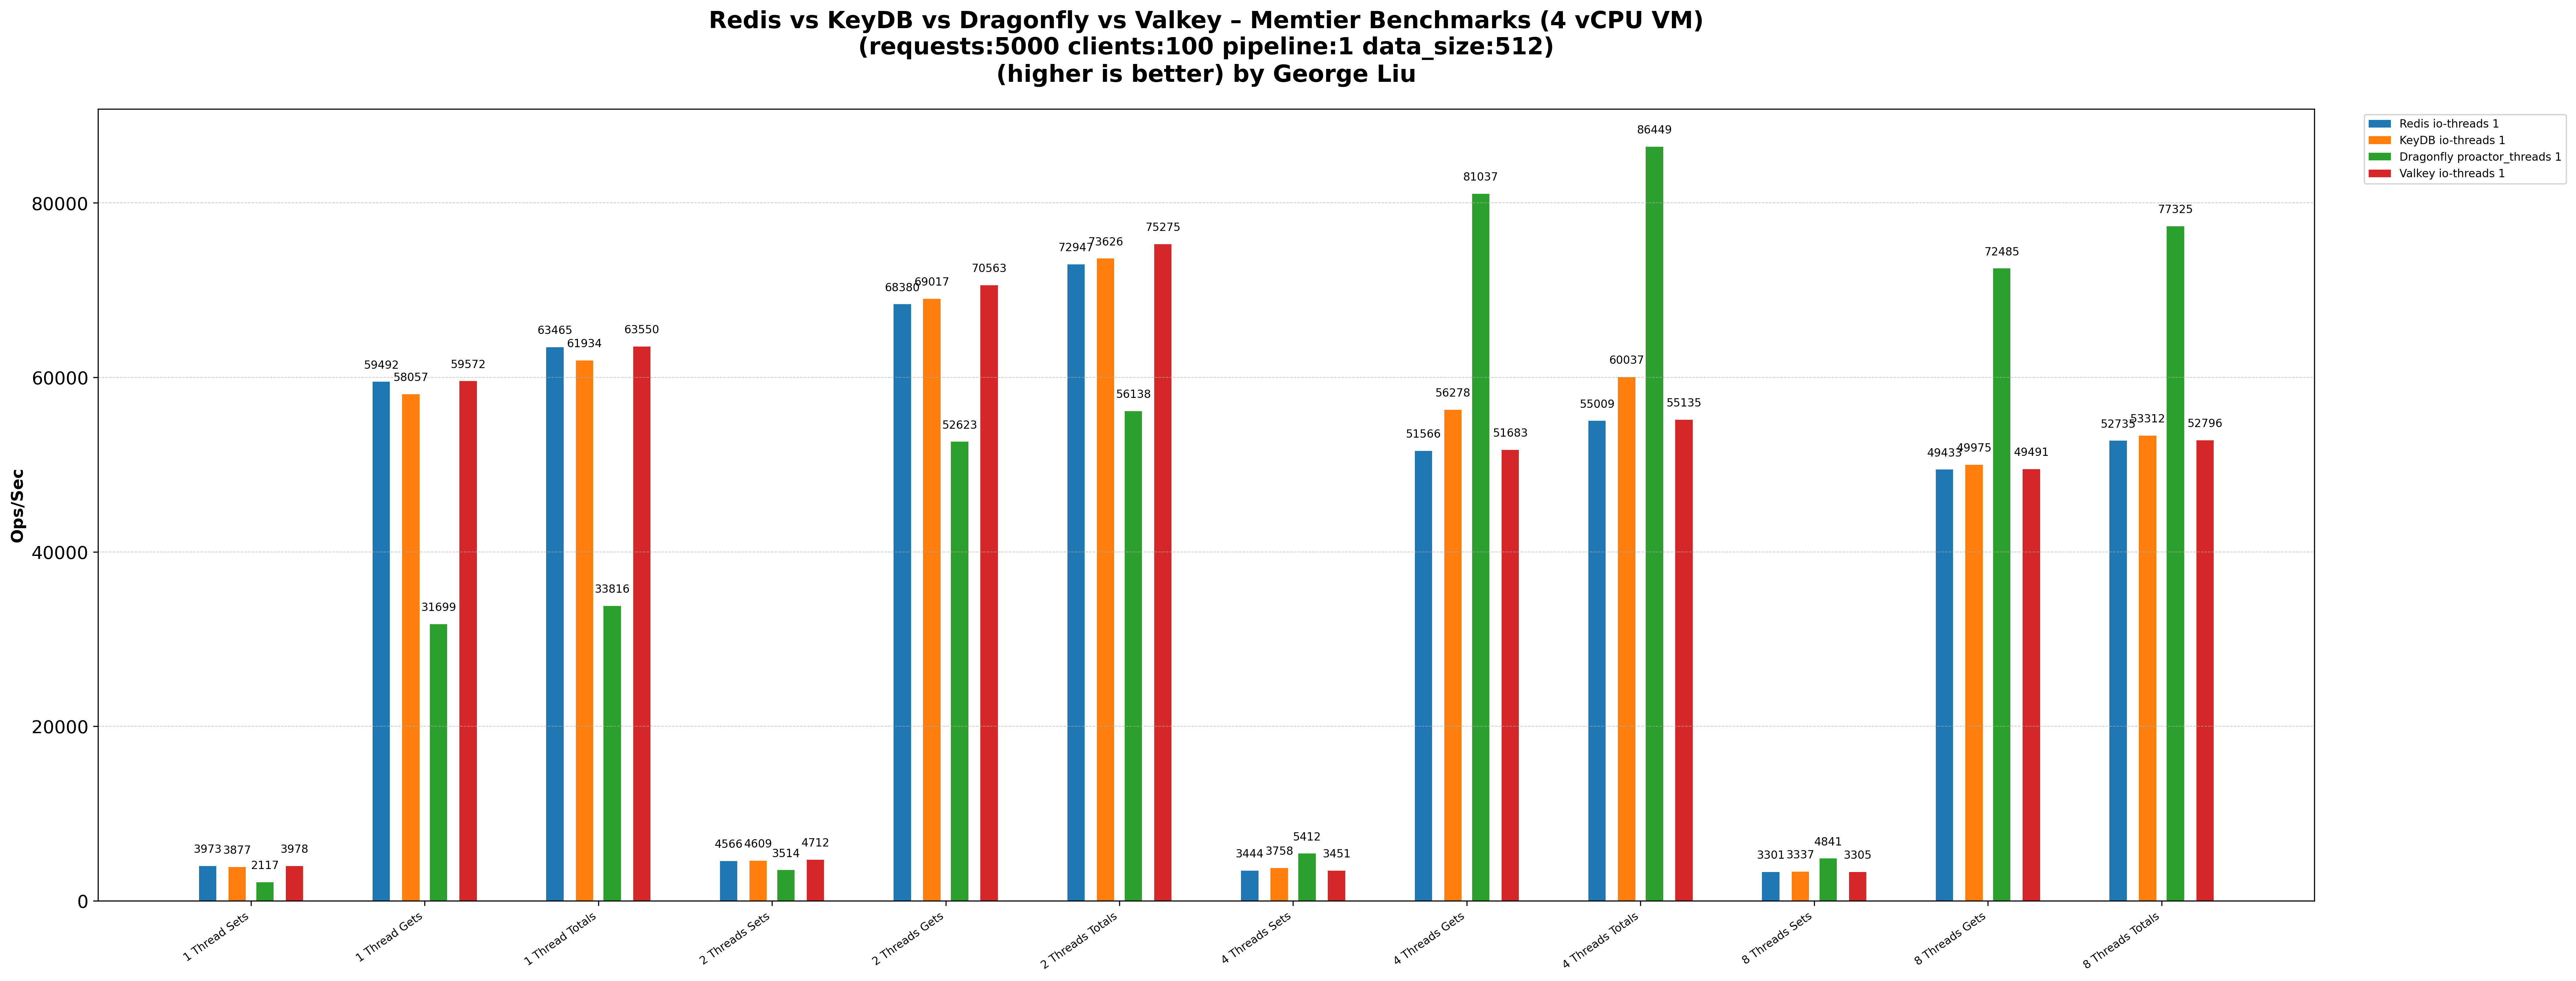 Redis vs KeyDB vs Dragonfly vs Valkey – Memtier Benchmarks (4 vCPU VM)
(requests:5000 clients:100 pipeline:1 data_size:512)
(higher is better) by George Liu
Redis io-threads 1
KeyDB io-threads 1
Dragonfly proactor_threads 1
Valkey io-threads 1
Ops/Sec
80000
60000
40000
20000
0
3973 3877 2117 3978
59492 58057 31699 59572
63465 61934 33816 63550
4566 4609 3514 4712
68380 69017 52623 70563
72947 73626 56138 75275
3444 3758 5412 3451
51566 56278 81037 51683
55009 60037 86449 55135
3301 3337 4841 3305
49433 49975 72485 49491
52735 53312 77325 52796
1 Thread Sets
1 Thread Gets
1 Thread Totals
2 Threads Sets
2 Threads Gets
2 Threads Totals
4 Threads Sets
4 Threads Gets
4 Threads Totals
8 Threads Sets
8 Threads Gets
8 Threads Totals